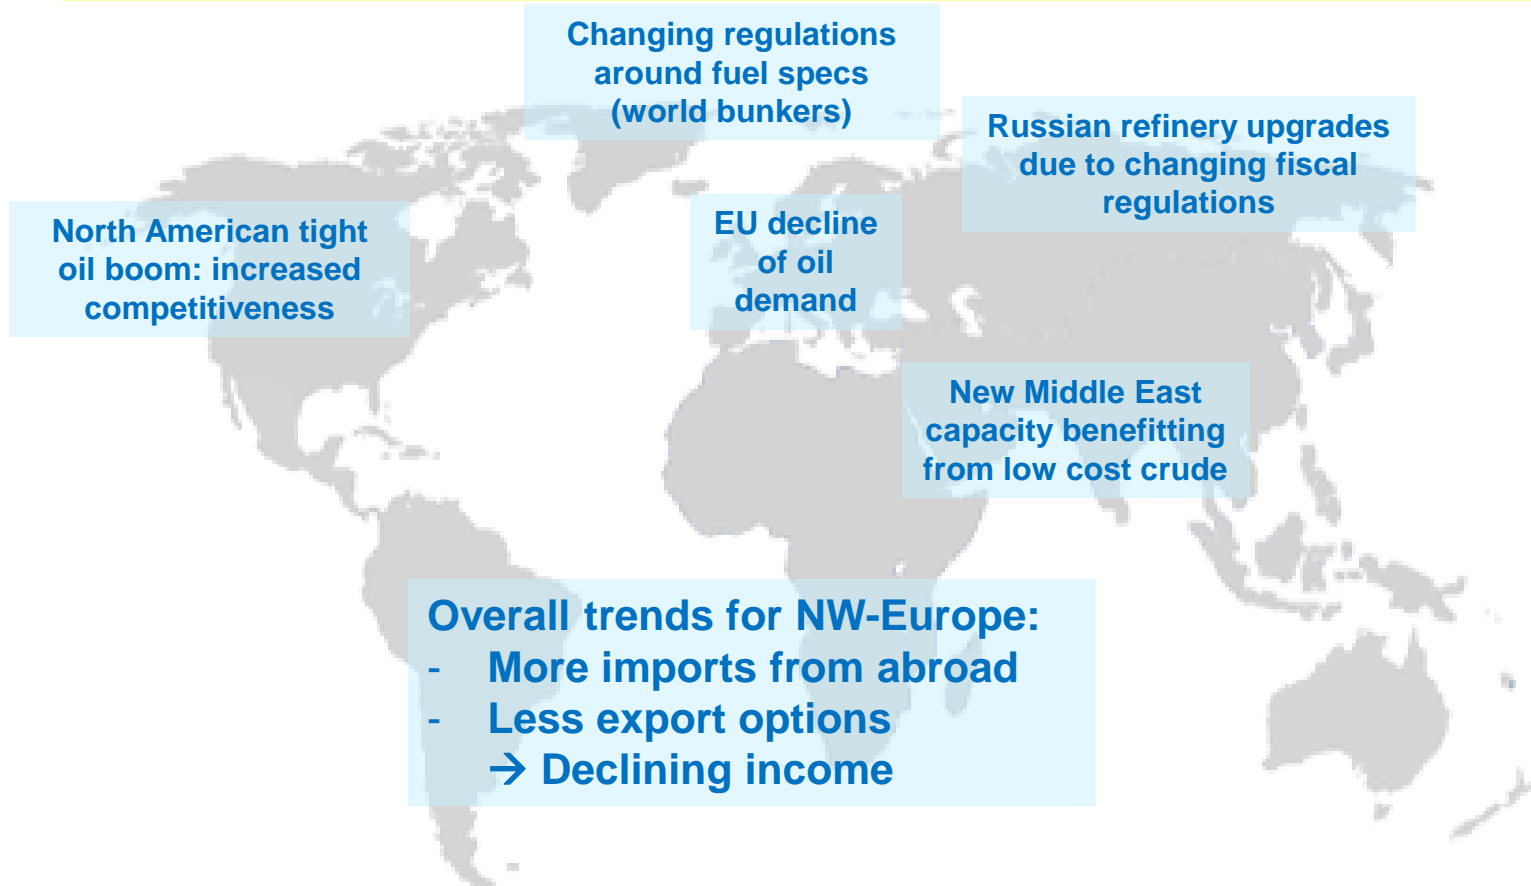 Changing regulations
around fuel specs
(world bunkers)
Russian refinery upgrades
due to changing fiscal
regulations
North American tight
oil boom: increased
competitiveness
EU decline
of oil
demand
New Middle East
capacity benefitting
from low cost crude
Overall trends for NW-Europe:
- More imports from abroad
- Less export options
→ Declining income